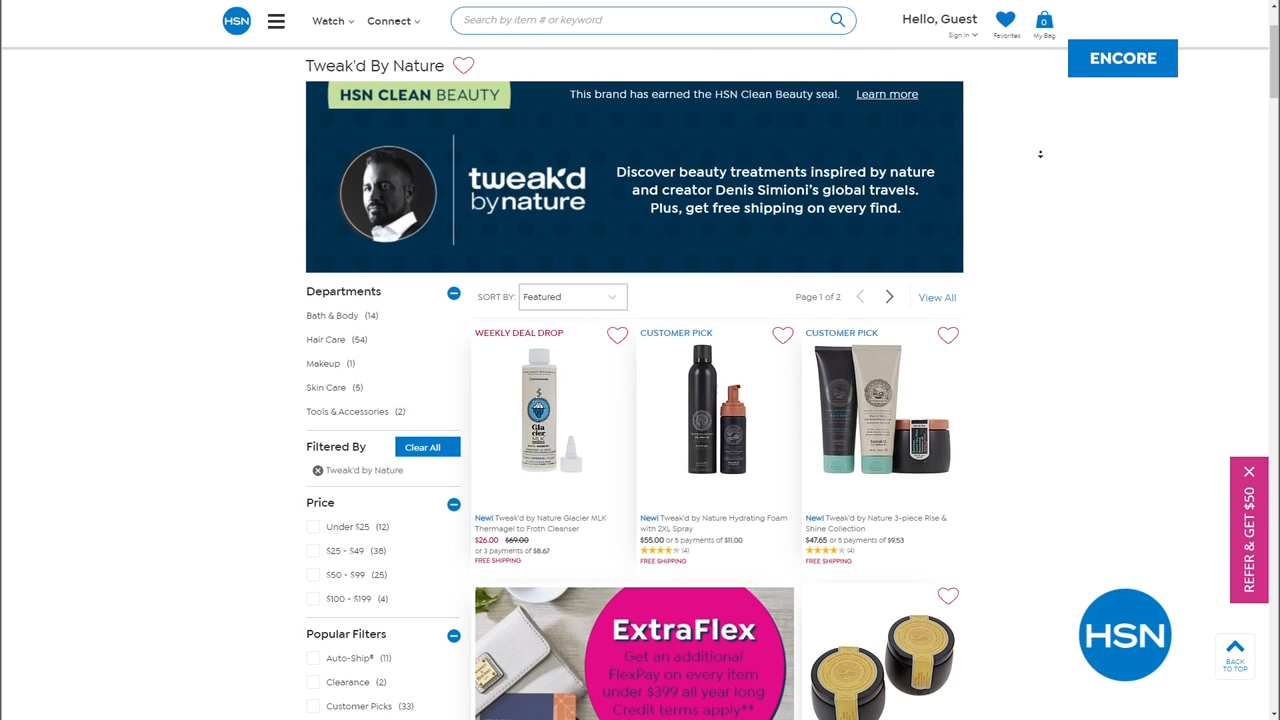 HSN
Watch
Connect
Search by item # or keyword
Hello, Guest
Sign In
Favorites
0
My Bag
ENCORE
Tweak'd By Nature
HSN CLEAN BEAUTY
This brand has earned the HSN Clean Beauty seal. Learn more
tweak'd
by nature
Discover beauty treatments inspired by nature
and creator Denis Simioni's global travels.
Plus, get free shipping on every find.
Departments
Bath & Body (14)
Hair Care (54)
Makeup (1)
Skin Care (5)
Tools & Accessories (2)
Filtered By
Clear All
Tweak'd by Nature
Price
Under $25 (12)
$25 - $49 (38)
$50 - $99 (25)
$100 - $199 (4)
Popular Filters
Auto-Ship® (11)
Clearance (2)
Customer Picks (33)
SORT BY: Featured
Page 1 of 2
View All
WEEKLY DEAL DROP
Glacier
MLK
New! Tweak'd by Nature Glacier MLK
Thermagel to Froth Cleanser
$26.00 $69.00
or 3 payments of $8.67
FREE SHIPPING
CUSTOMER PICK
New! Tweak'd by Nature Hydrating Foam
with 2XL Spray
$55.00 or 5 payments of $11.00
(4)
FREE SHIPPING
CUSTOMER PICK
New! Tweak'd by Nature 3-piece Rise &
Shine Collection
$47.65 or 5 payments of $9.53
(4)
FREE SHIPPING
ExtraFlex
Get an additional
FlexPay on every item
under $399 all year long
Credit terms apply**
REFER & GET $50
HSN
BACK
TO TOP